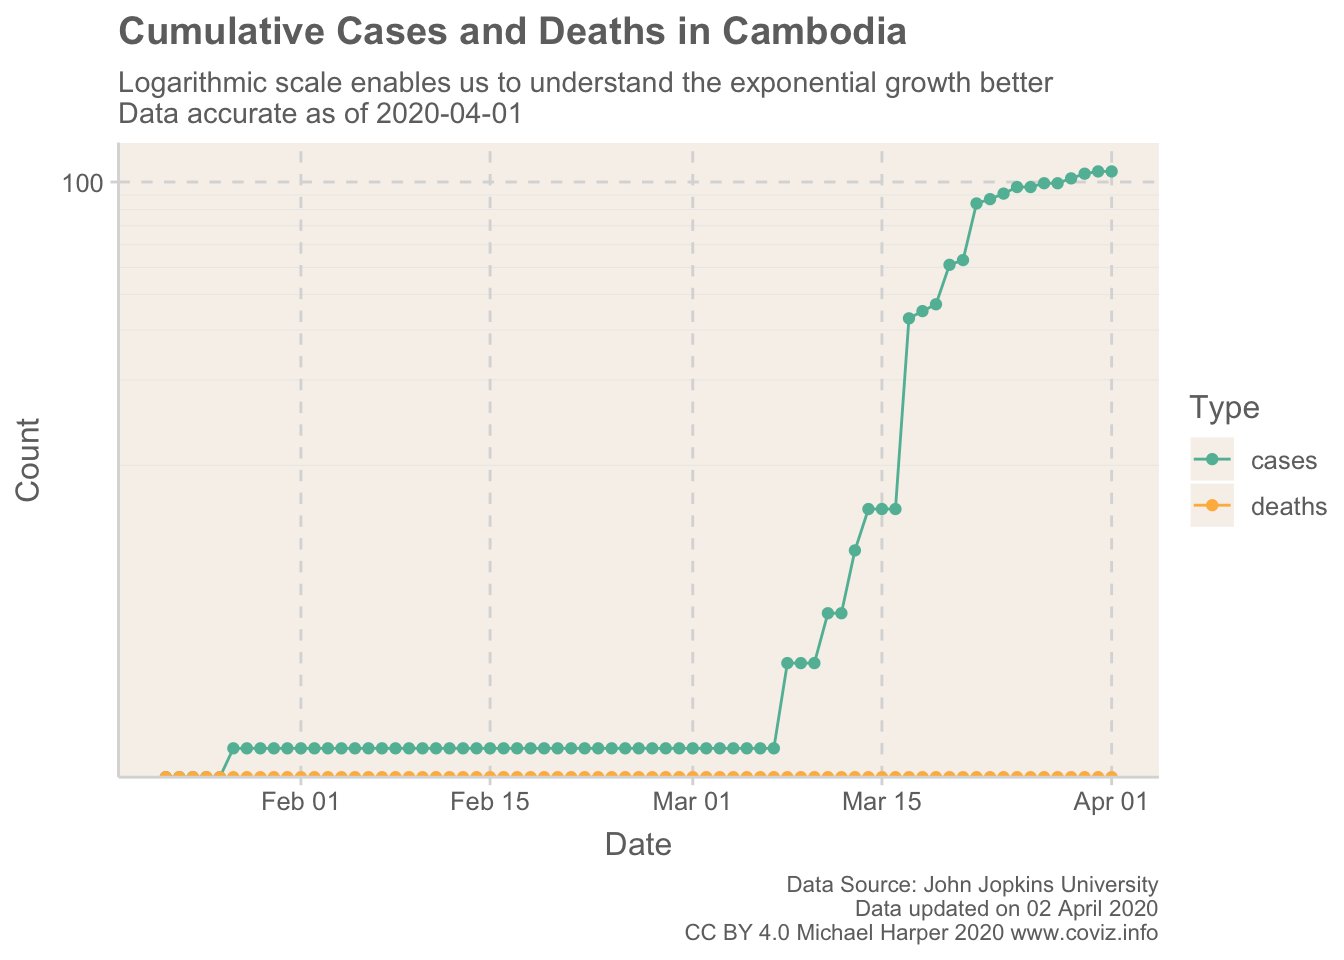 Cumulative Cases and Deaths in Cambodia
Logarithmic scale enables us to understand the exponential growth better
Data accurate as of 2020-04-01
100
Count
Type
cases
deaths
Feb 01
Feb 15
Mar 01
Mar 15
Apr 01
Date
Data Source: John Jopkins University
Data updated on 02 April 2020
CC BY 4.0 Michael Harper 2020 www.coviz.info